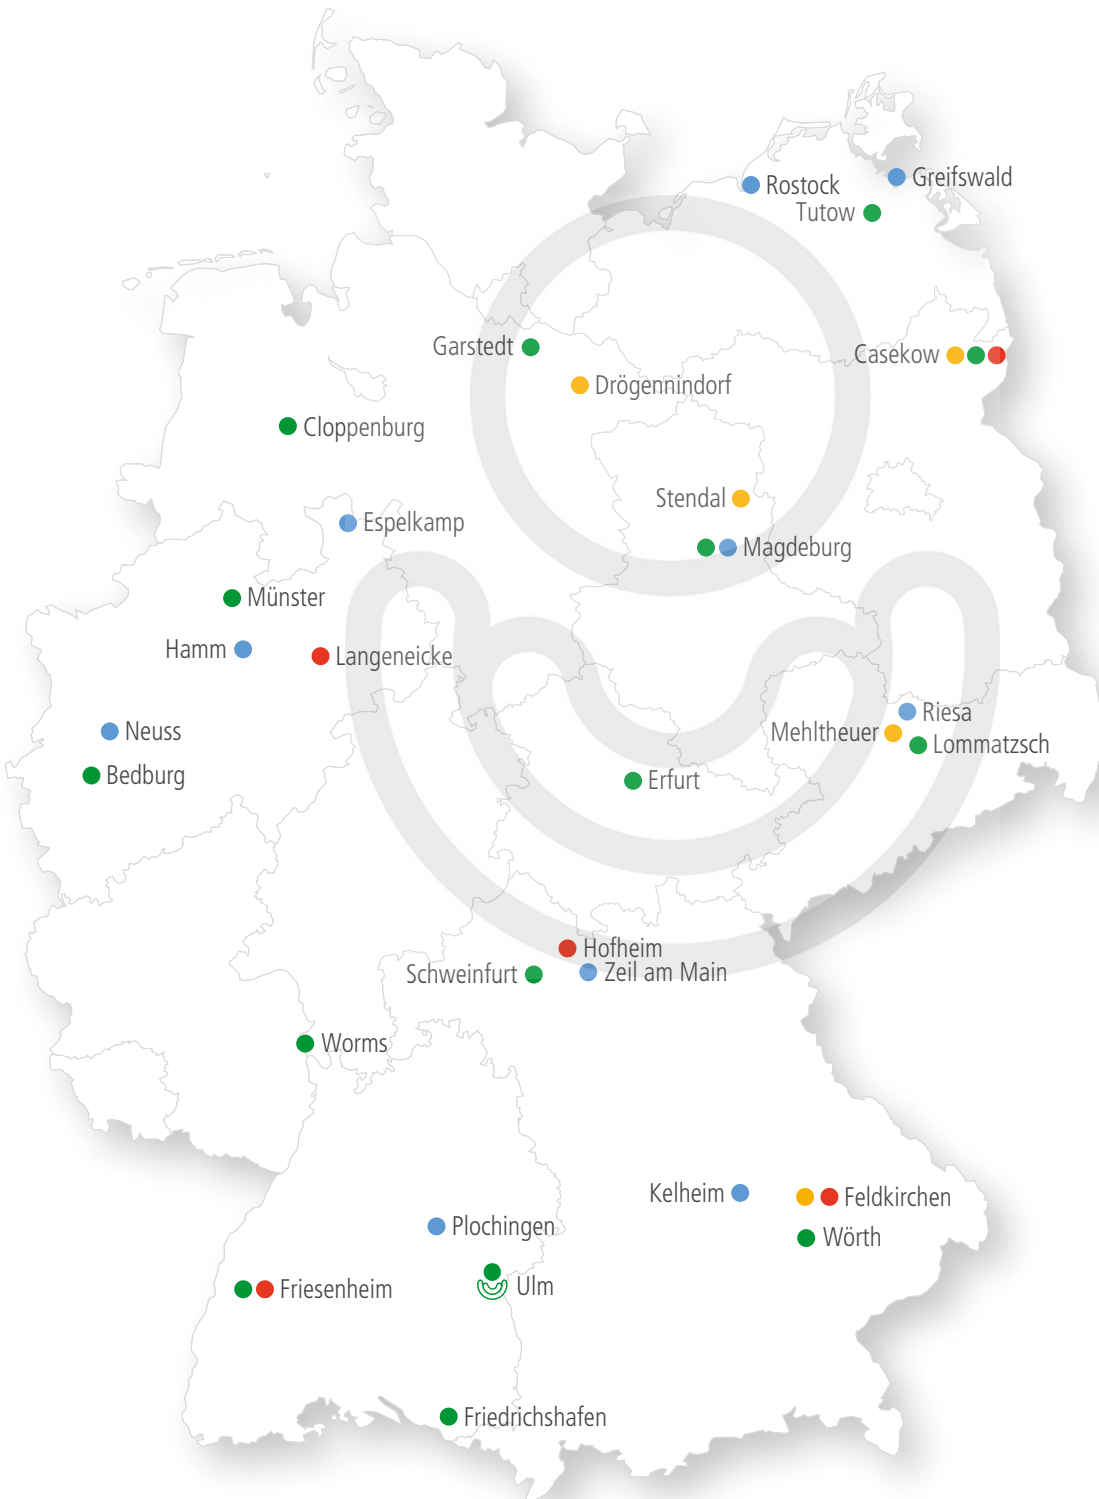 Rostock
Greifswald
Tutow
Garstedt
Casekow
Drögennindorf
Cloppenburg
Stendal
Espelkamp
Magdeburg
Münster
Hamm
Langeneicke
Riesa
Neuss
Mehltheuer
Lommatzsch
Bedburg
Erfurt
Hofheim
Schweinfurt
Zeil am Main
Worms
Kelheim
Feldkirchen
Plochingen
Wörth
Friesenheim
Ulm
Friedrichshafen